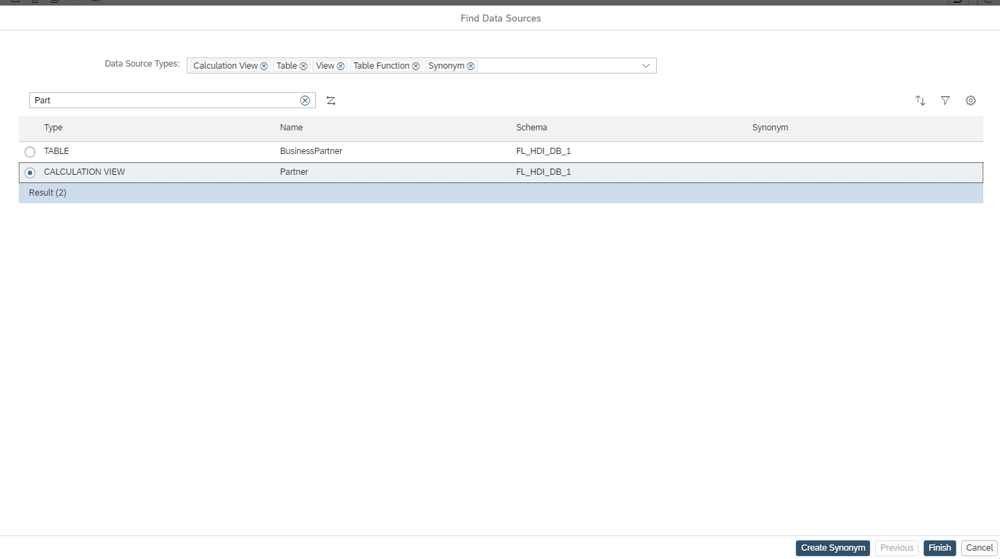 Find Data Sources
Data Source Types: Calculation View Table View Table Function Synonym
Part
Type Name Schema Synonym
TABLE BusinessPartner FL_HDI_DB_1
CALCULATION VIEW Partner FL_HDI_DB_1
Result (2)
Create Synonym Previous Finish Cancel